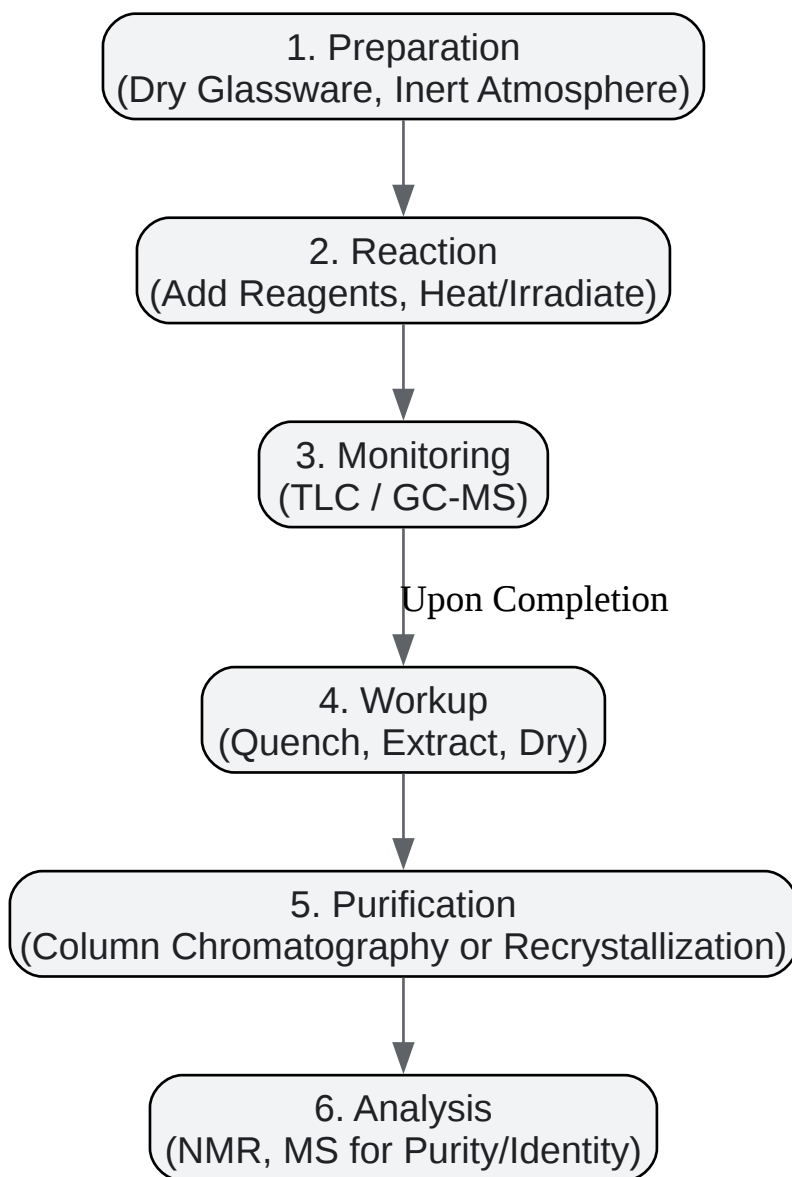 1. Preparation
(Dry Glassware, Inert Atmosphere)
2. Reaction
(Add Reagents, Heat/Irradiate)
3. Monitoring
(TLC / GC-MS)
Upon Completion
4. Workup
(Quench, Extract, Dry)
5. Purification
(Column Chromatography or Recrystallization)
6. Analysis
(NMR, MS for Purity/Identity)